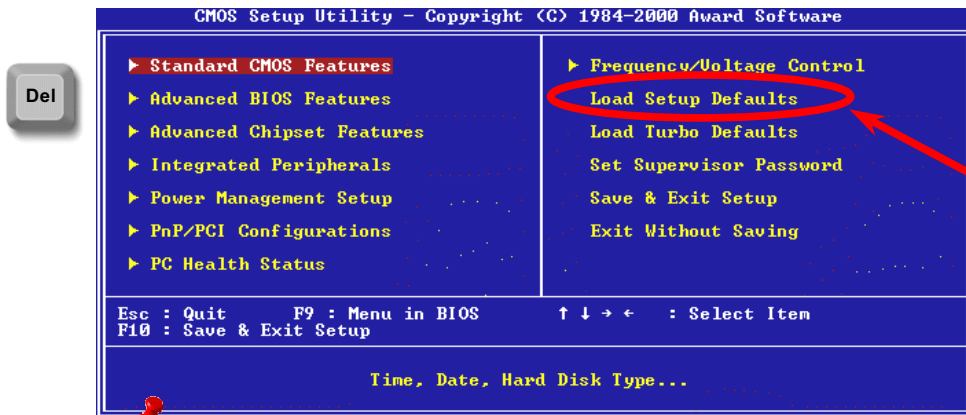 CMOS Setup Utility - Copyright (C) 1984-2000 Award Software
Del
Standard CMOS Features
Advanced BIOS Features
Advanced Chipset Features
Integrated Peripherals
Power Management Setup
PnP/PCI Configurations
PC Health Status
Frequency/Voltage Control
Load Setup Defaults
Load Turbo Defaults
Set Supervisor Password
Save & Exit Setup
Exit Without Saving
Esc : Quit F9 : Menu in BIOS ↑ ↓ → ← : Select Item
F10 : Save & Exit Setup
Time, Date, Hard Disk Type...